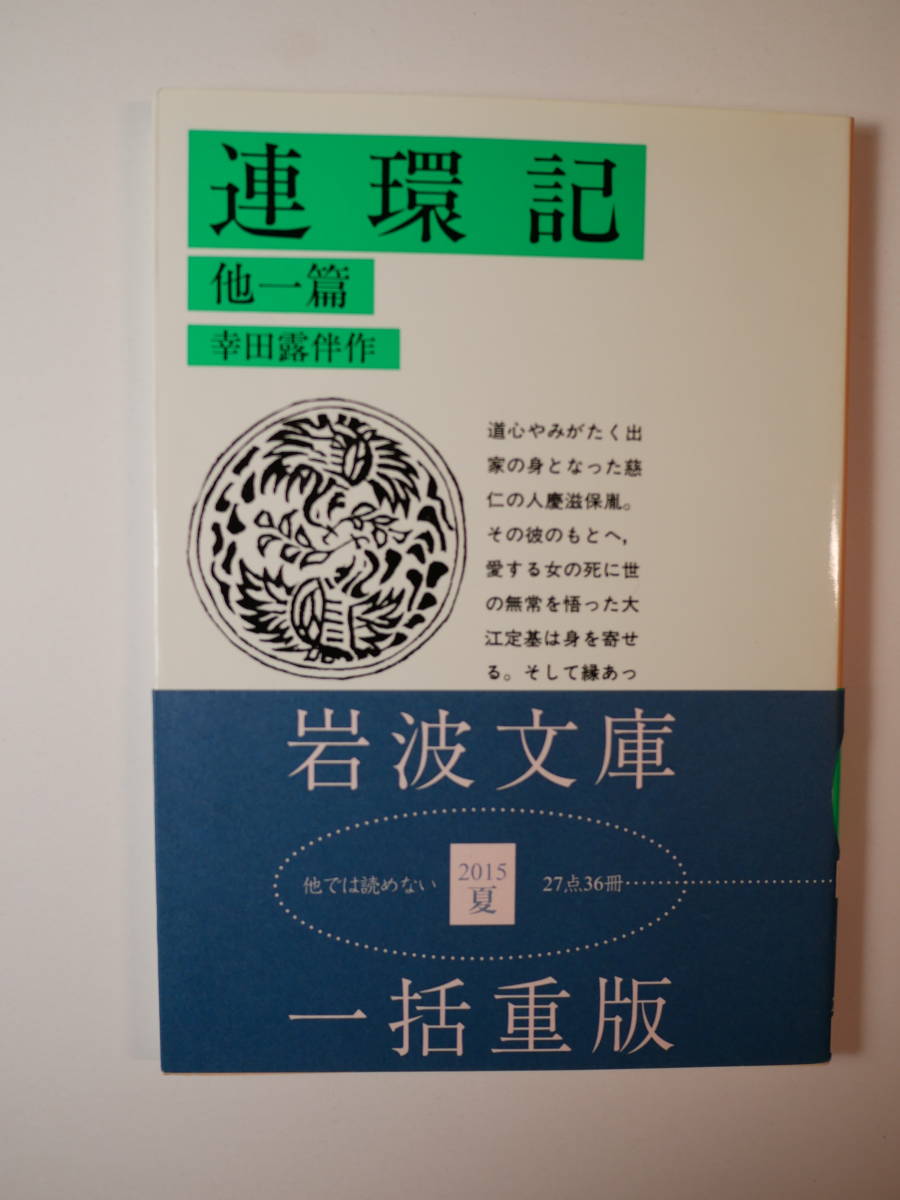 連環記
他一篇
幸田露伴作
道心やみがたく出
家の身となった慈
仁の人慶滋保胤。
その彼のもとへ,
愛する女の死に世
の無常を悟った大
江定基は身を寄せ
る。そして縁あっ
岩波文庫
他では読めない 2015夏 27点36冊
一括重版